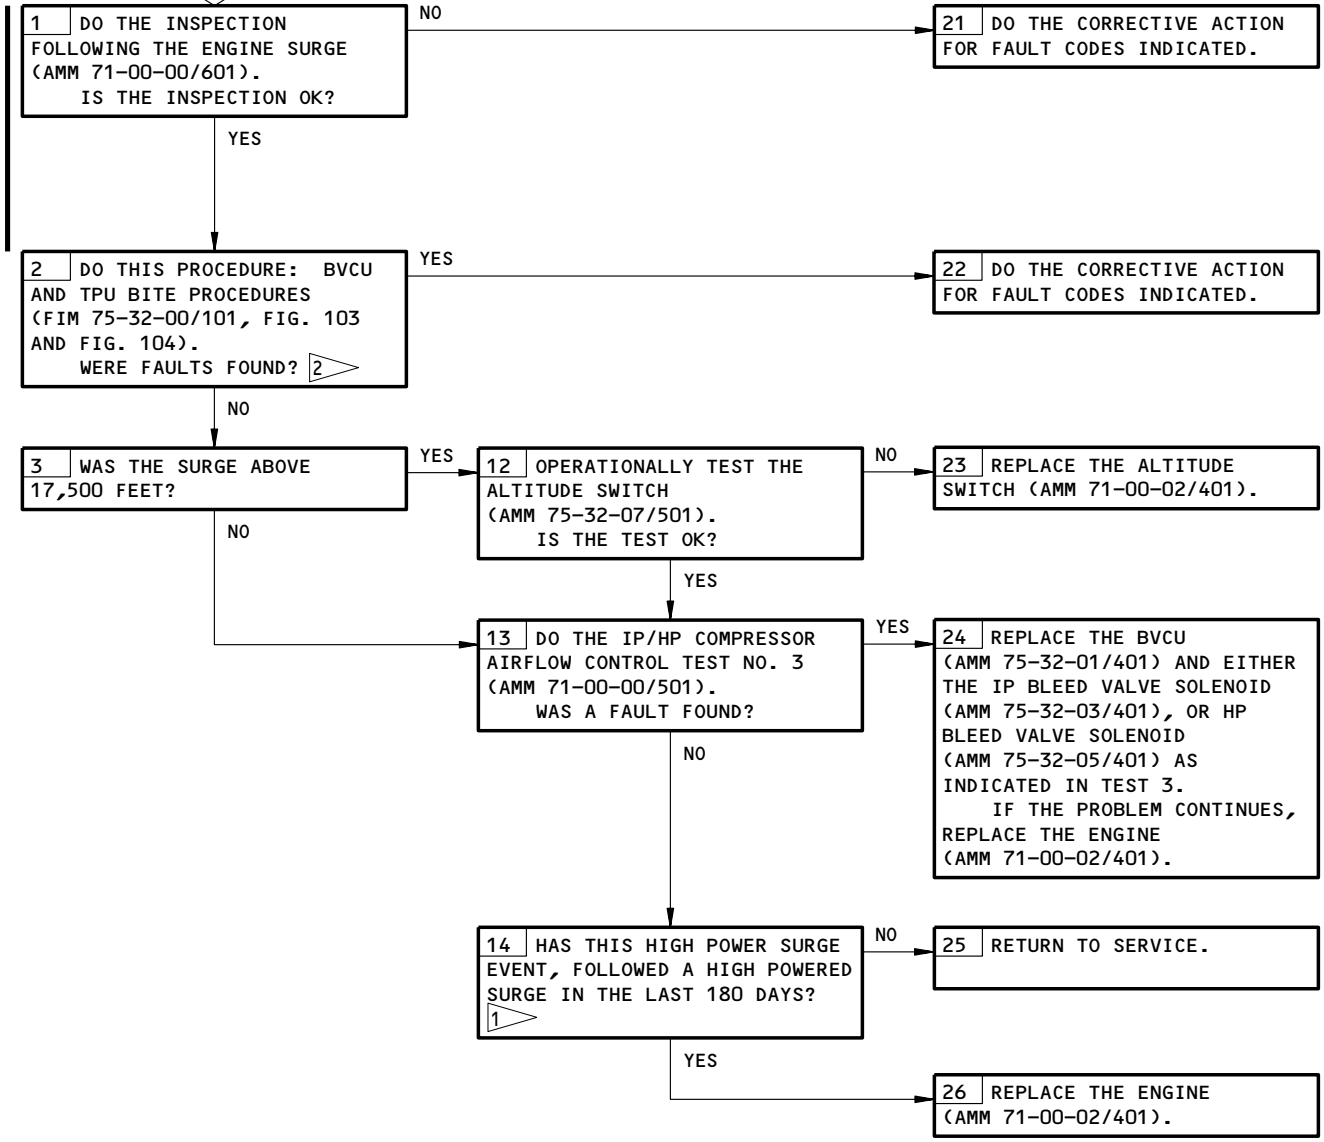 1 DO THE INSPECTION
FOLLOWING THE ENGINE SURGE
(AMM 71-00-00/601).
IS THE INSPECTION OK?
NO
21 DO THE CORRECTIVE ACTION
FOR FAULT CODES INDICATED.
YES
2 DO THIS PROCEDURE: BVCU
AND TPU BITE PROCEDURES
(FIM 75-32-00/101, FIG. 103
AND FIG. 104).
WERE FAULTS FOUND? 2
YES
22 DO THE CORRECTIVE ACTION
FOR FAULT CODES INDICATED.
NO
3 WAS THE SURGE ABOVE
17,500 FEET?
YES
12 OPERATIONALLY TEST THE
ALTITUDE SWITCH
(AMM 75-32-07/501).
IS THE TEST OK?
NO
23 REPLACE THE ALTITUDE
SWITCH (AMM 71-00-02/401).
NO
YES
13 DO THE IP/HP COMPRESSOR
AIRFLOW CONTROL TEST NO. 3
(AMM 71-00-00/501).
WAS A FAULT FOUND?
YES
24 REPLACE THE BVCU
(AMM 75-32-01/401) AND EITHER
THE IP BLEED VALVE SOLENOID
(AMM 75-32-03/401), OR HP
BLEED VALVE SOLENOID
(AMM 75-32-05/401) AS
INDICATED IN TEST 3.
IF THE PROBLEM CONTINUES,
REPLACE THE ENGINE
(AMM 71-00-02/401).
NO
14 HAS THIS HIGH POWER SURGE
EVENT, FOLLOWED A HIGH POWERED
SURGE IN THE LAST 180 DAYS?
1
NO
25 RETURN TO SERVICE.
YES
26 REPLACE THE ENGINE
(AMM 71-00-02/401).